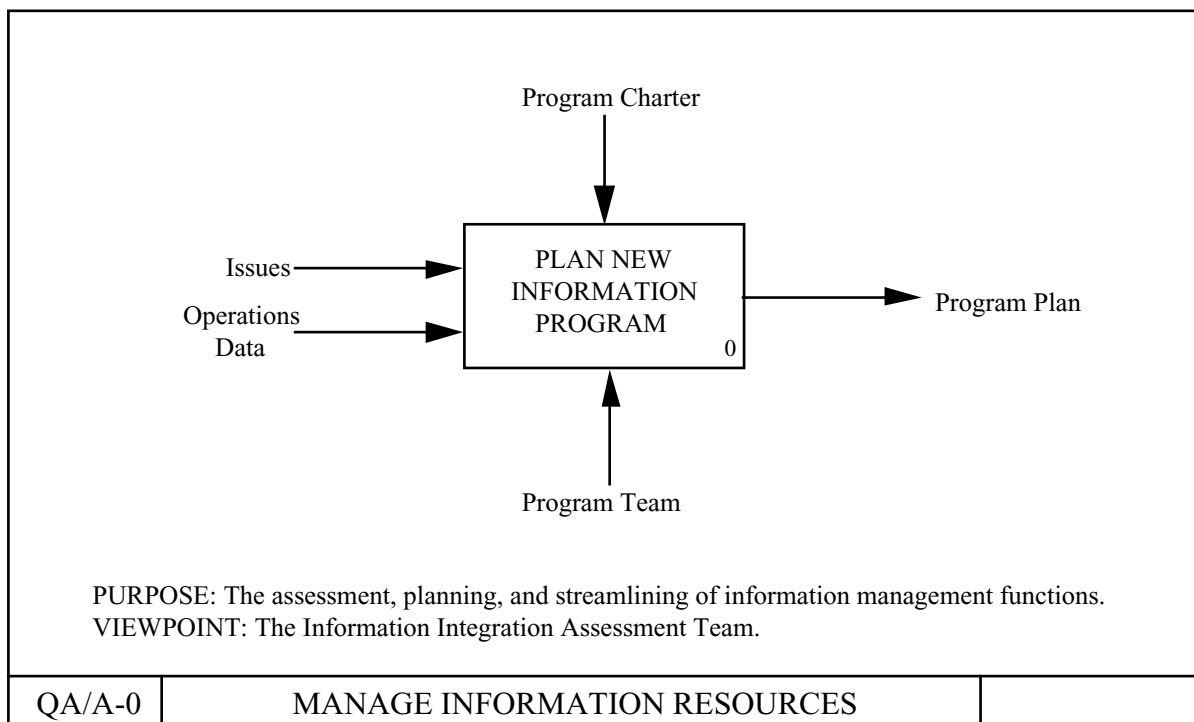 Program Charter
Issues
Operations
Data
PLAN NEW
INFORMATION
PROGRAM
0
Program Plan
Program Team
PURPOSE: The assessment, planning, and streamlining of information management functions.
VIEWPOINT: The Information Integration Assessment Team.
QA/A-0
MANAGE INFORMATION RESOURCES